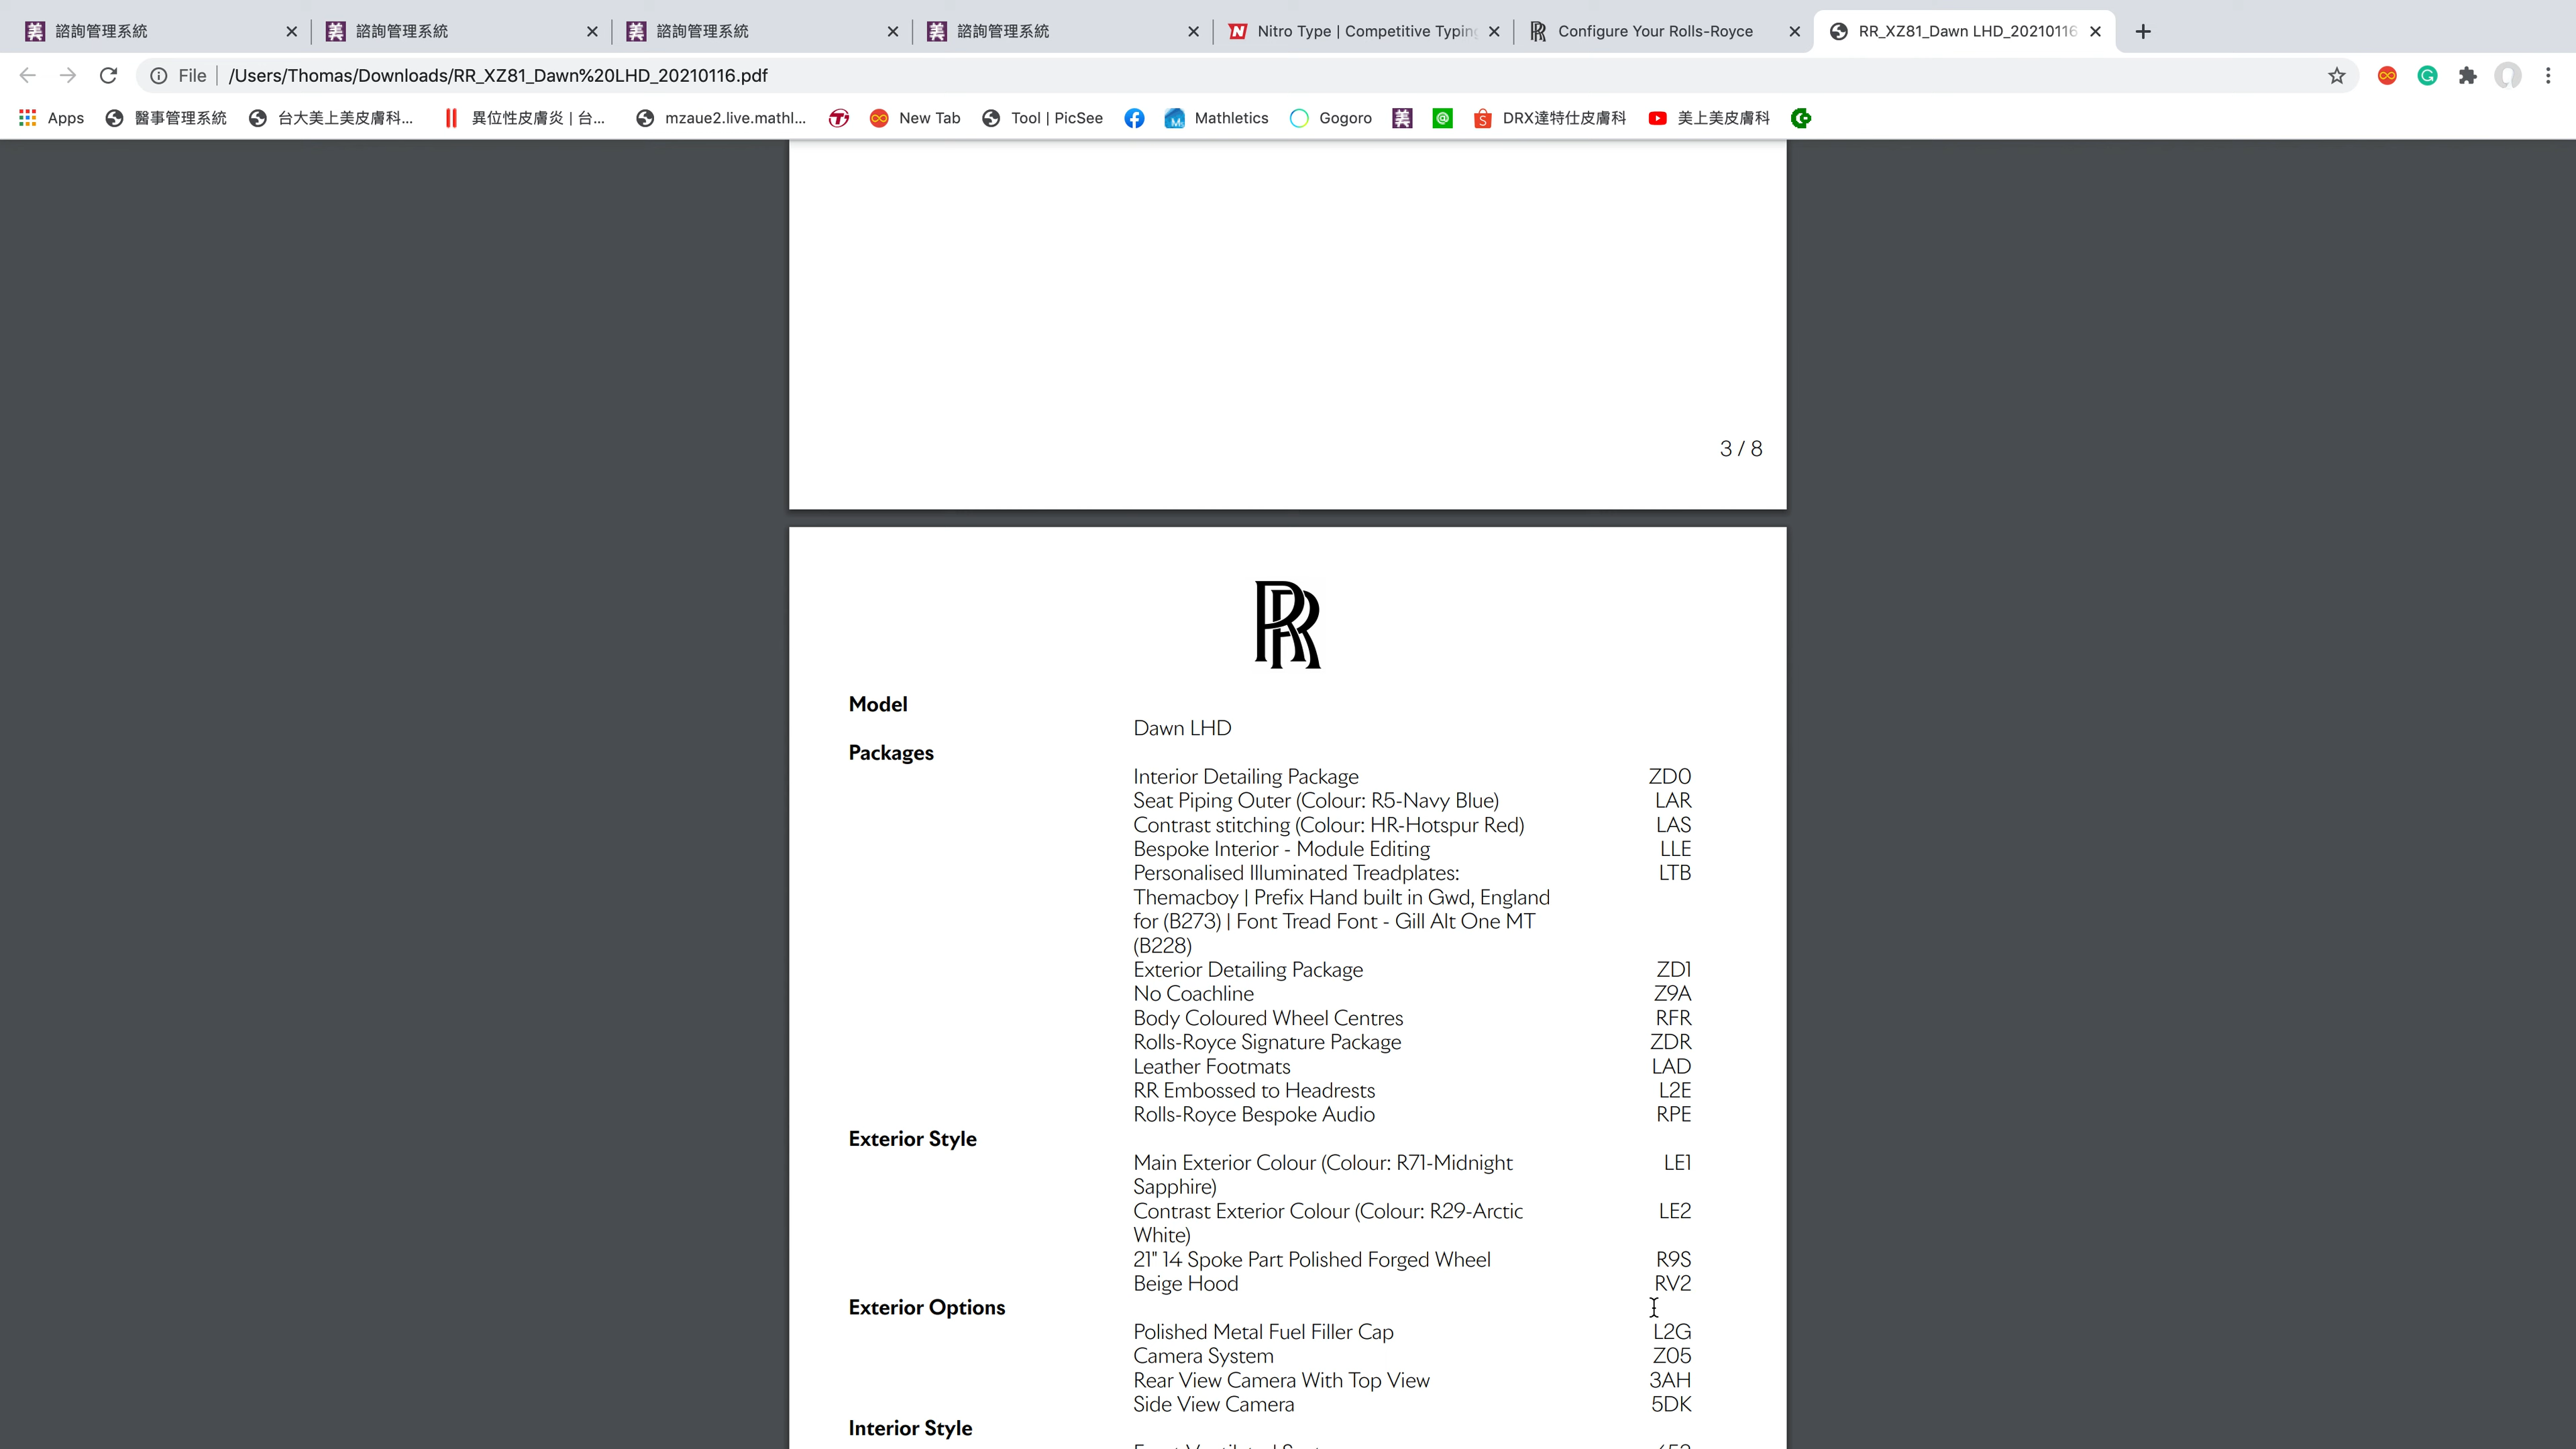 諮詢管理系統
諮詢管理系統
諮詢管理系統
諮詢管理系統
Nitro Type | Competitive Typing
Configure Your Rolls-Royce
RR_XZ81_Dawn LHD_20210116
File
/Users/Thomas/Downloads/RR_XZ81_Dawn%20LHD_20210116.pdf
Apps
醫事管理系統
台大美上美皮膚科...
異位性皮膚炎 | 台...
mzaue2.live.mathl...
New Tab
Tool | PicSee
Mathletics
Gogoro
美
DRX達特仕皮膚科
美上美皮膚科
3 / 8
RR
Model
Dawn LHD
Packages
Interior Detailing Package ZD0
Seat Piping Outer (Colour: R5-Navy Blue) LAR
Contrast stitching (Colour: HR-Hotspur Red) LAS
Bespoke Interior - Module Editing LLE
Personalised Illuminated Treadplates: LTB
Themacboy | Prefix Hand built in Gwd, England
for (B273) | Font Tread Font - Gill Alt One MT
(B228)
Exterior Detailing Package ZD1
No Coachline Z9A
Body Coloured Wheel Centres RFR
Rolls-Royce Signature Package ZDR
Leather Footmats LAD
RR Embossed to Headrests L2E
Rolls-Royce Bespoke Audio RPE
Exterior Style
Main Exterior Colour (Colour: R71-Midnight LE1
Sapphire)
Contrast Exterior Colour (Colour: R29-Arctic LE2
White)
21" 14 Spoke Part Polished Forged Wheel R9S
Beige Hood RV2
Exterior Options
Polished Metal Fuel Filler Cap L2G
Camera System Z05
Rear View Camera With Top View 3AH
Side View Camera 5DK
Interior Style